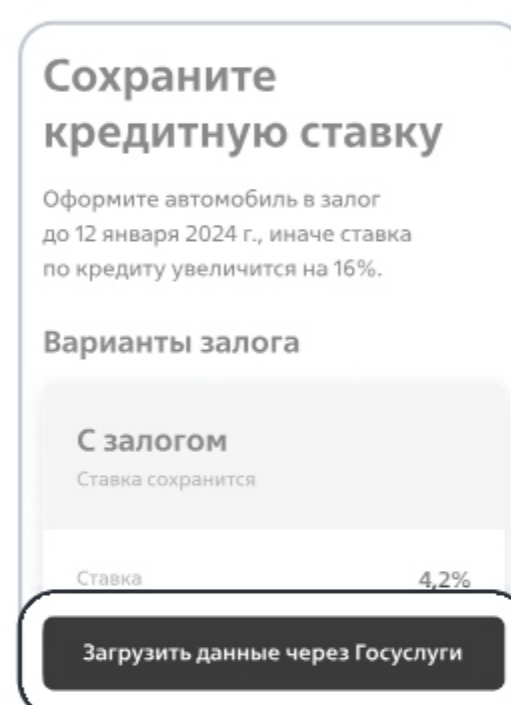 Сохраните
кредитную ставку
Оформите автомобиль в залог
до 12 января 2024 г., иначе ставка
по кредиту увеличится на 16%.
Варианты залога
С залогом
Ставка сохранится
Ставка 4,2%
Загрузить данные через Госуслуги